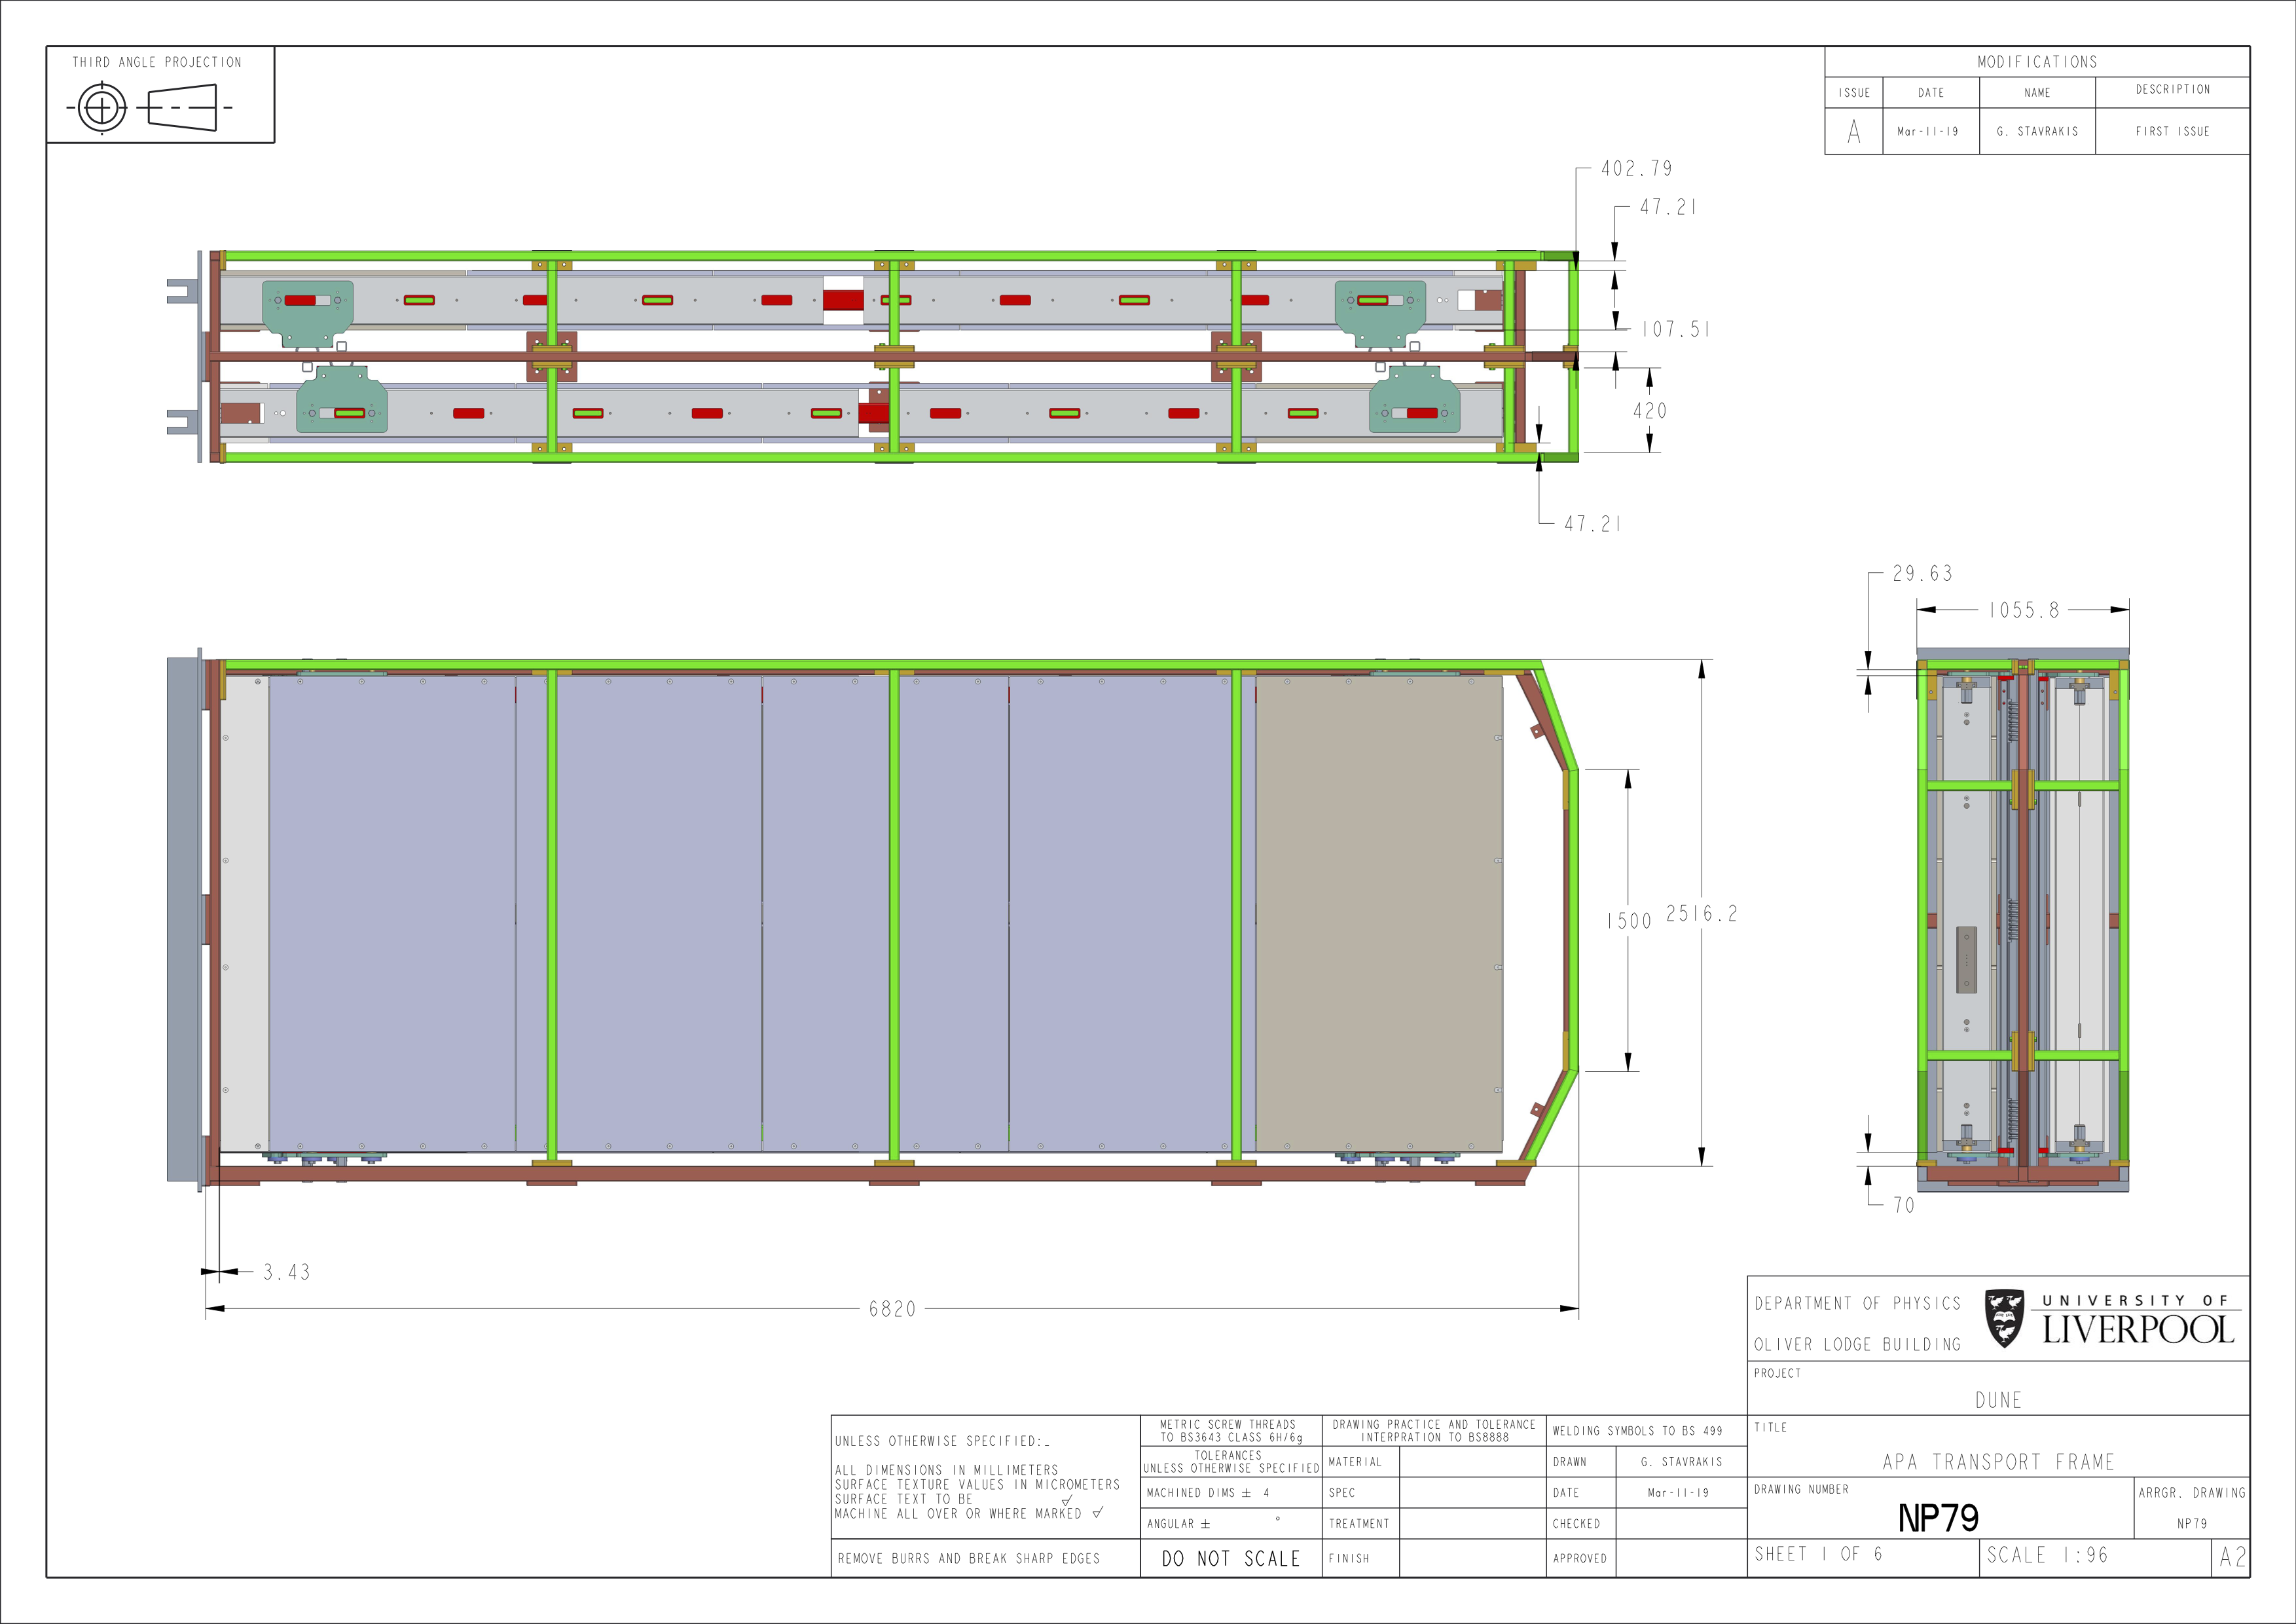 THIRD ANGLE PROJECTION
MODIFICATIONS
ISSUE DATE NAME DESCRIPTION
A Mar-11-19 G. STAVRAKIS FIRST ISSUE
402.79
47.21
107.51
420
47.21
29.63
1055.8
1500
2516.2
70
3.43
6820
DEPARTMENT OF PHYSICS
OLIVER LODGE BUILDING
UNIVERSITY OF
LIVERPOOL
PROJECT
DUNE
TITLE
APA TRANSPORT FRAME
DRAWING NUMBER
NP79
ARRGR. DRAWING
NP79
SHEET 1 OF 6
SCALE 1:96
A2
UNLESS OTHERWISE SPECIFIED:_
ALL DIMENSIONS IN MILLIMETERS
SURFACE TEXTURE VALUES IN MICROMETERS
SURFACE TEXT TO BE
MACHINE ALL OVER OR WHERE MARKED
REMOVE BURRS AND BREAK SHARP EDGES
METRIC SCREW THREADS
TO BS3643 CLASS 6H/6g
TOLERANCES
UNLESS OTHERWISE SPECIFIED
MACHINED DIMS ± 4
ANGULAR ± °
DO NOT SCALE
DRAWING PRACTICE AND TOLERANCE
INTERPRATION TO BS8888
MATERIAL
SPEC
TREATMENT
FINISH
WELDING SYMBOLS TO BS 499
DRAWN G. STAVRAKIS
DATE Mar-11-19
CHECKED
APPROVED